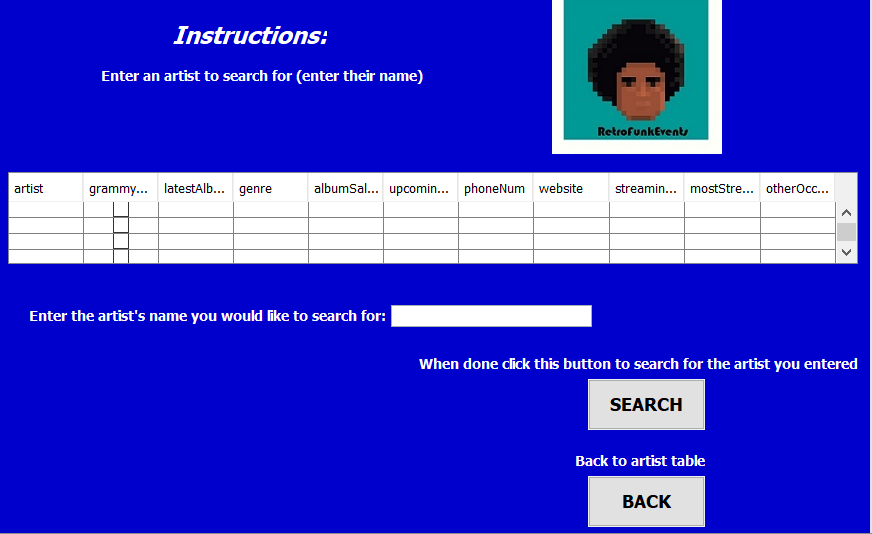 Instructions:
Enter an artist to search for (enter their name)
RetroFunkEvents
artist grammy... latestAlb... genre albumSal... upcomin... phoneNum website streamin... mostStre... otherOcc...
Enter the artist's name you would like to search for:
When done click this button to search for the artist you entered
SEARCH
Back to artist table
BACK